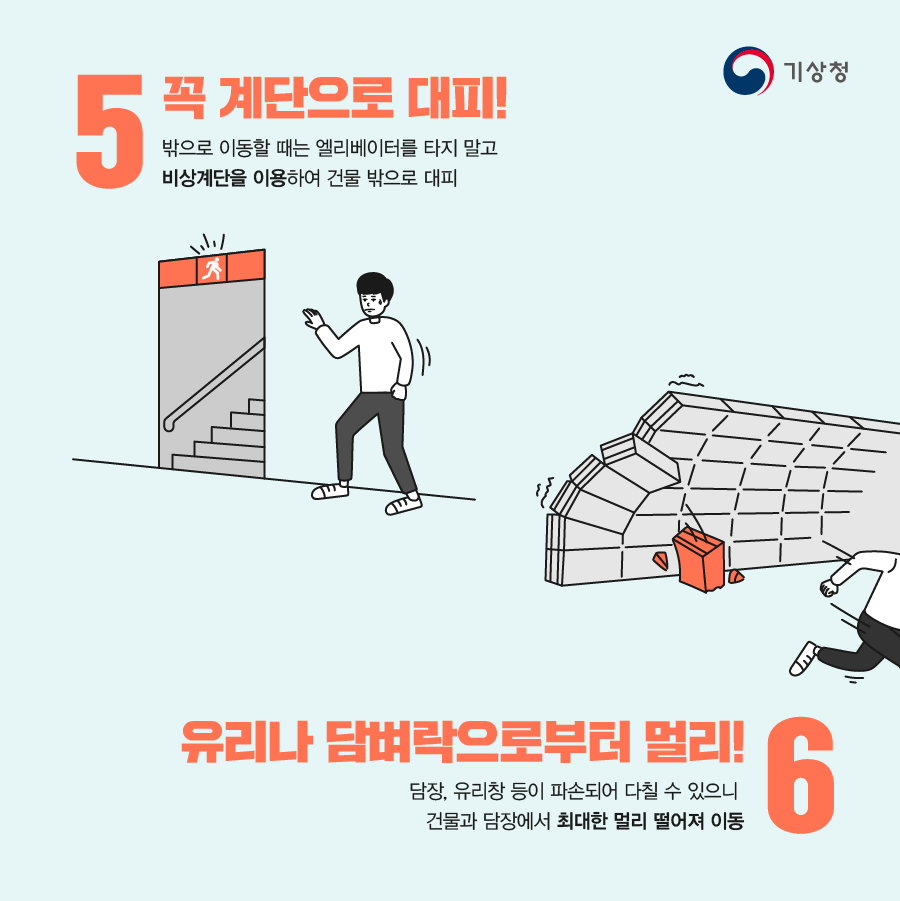 기상청
5
꼭 계단으로 대피!
밖으로 이동할 때는 엘리베이터를 타지 말고
비상계단을 이용하여 건물 밖으로 대피
유리나 담벼락으로부터 멀리!
6
담장, 유리창 등이 파손되어 다칠 수 있으니
건물과 담장에서 최대한 멀리 떨어져 이동